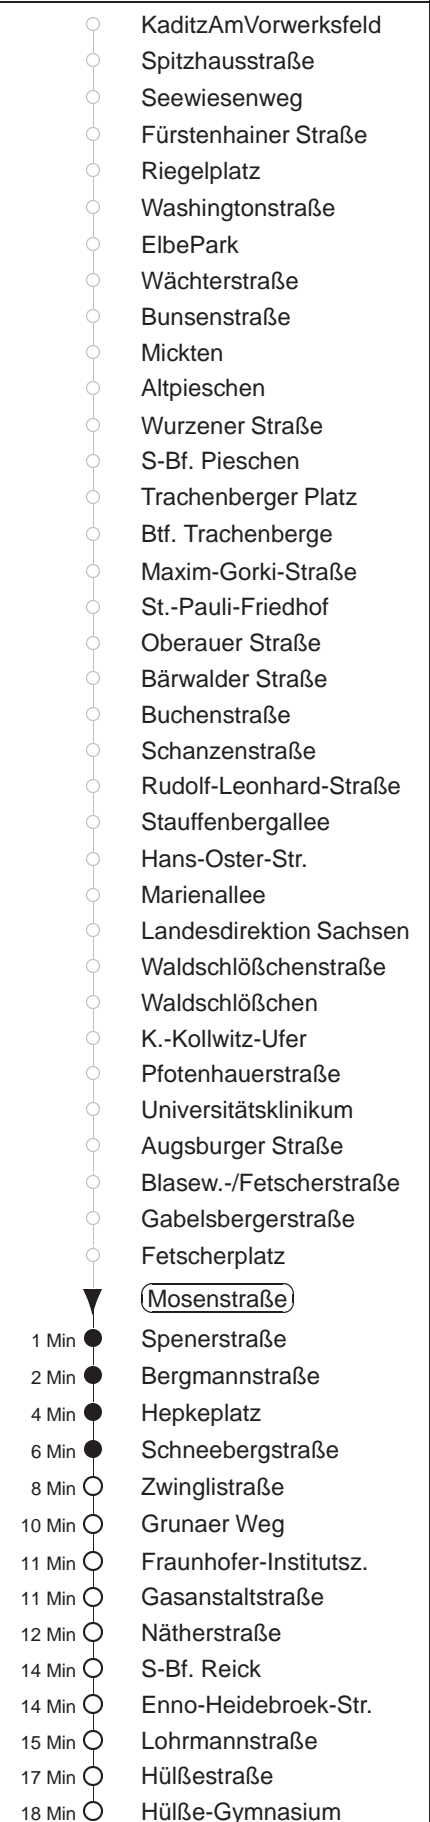 KaditzAmVorwerksfeld
Spitzhausstraße
Seewiesenweg
Fürstenhainer Straße
Riegelplatz
Washingtonstraße
ElbePark
Wächterstraße
Bunsenstraße
Mickten
Altpieschen
Wurzener Straße
S-Bf. Pieschen
Trachenberger Platz
Btf. Trachenberge
Maxim-Gorki-Straße
St.-Pauli-Friedhof
Oberauer Straße
Bärwalder Straße
Buchenstraße
Schanzenstraße
Rudolf-Leonhard-Straße
Stauffenbergallee
Hans-Oster-Str.
Marienallee
Landesdirektion Sachsen
Waldschlößchenstraße
Waldschlößchen
K.-Kollwitz-Ufer
Pfotenhauerstraße
Universitätsklinikum
Augsburger Straße
Blasew.-/Fetscherstraße
Gabelsbergerstraße
Fetscherplatz
Mosenstraße
1 Min Spenerstraße
2 Min Bergmannstraße
4 Min Hepkeplatz
6 Min Schneebergstraße
8 Min Zwinglistraße
10 Min Grunaer Weg
11 Min Fraunhofer-Institutsz.
11 Min Gasanstaltstraße
12 Min Nätherstraße
14 Min S-Bf. Reick
14 Min Enno-Heidebroek-Str.
15 Min Lohrmannstraße
17 Min Hülßestraße
18 Min Hülße-Gymnasium